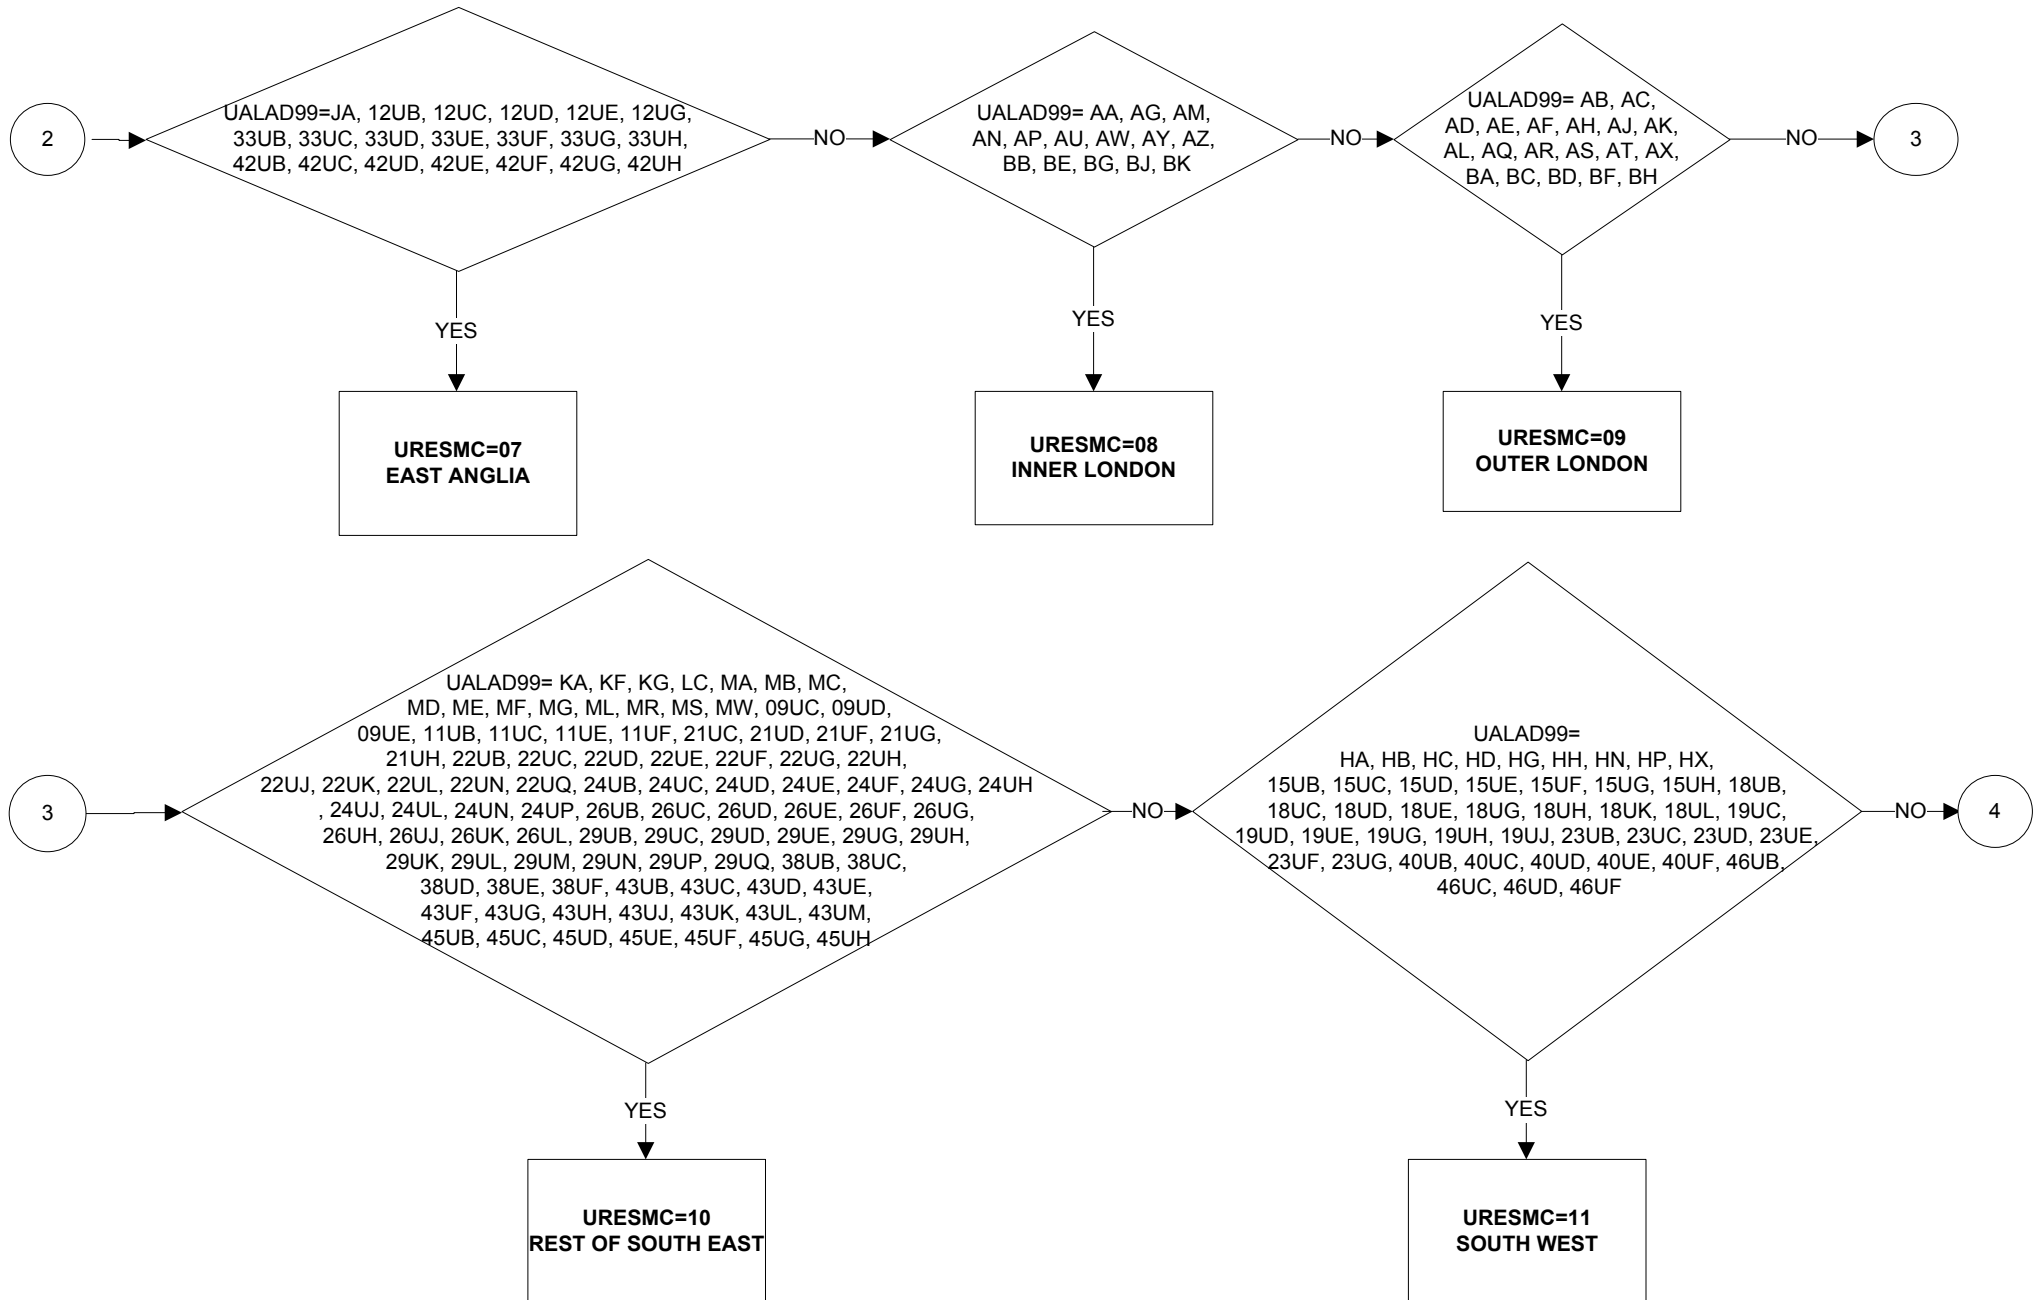 2
UALAD99=JA, 12UB, 12UC, 12UD, 12UE, 12UG,
33UB, 33UC, 33UD, 33UE, 33UF, 33UG, 33UH,
42UB, 42UC, 42UD, 42UE, 42UF, 42UG, 42UH
NO
UALAD99= AA, AG, AM,
AN, AP, AU, AW, AY, AZ,
BB, BE, BG, BJ, BK
NO
UALAD99= AB, AC,
AD, AE, AF, AH, AJ, AK,
AL, AQ, AR, AS, AT, AX,
BA, BC, BD, BF, BH
NO
3
YES
YES
YES
URESMC=07
EAST ANGLIA
URESMC=08
INNER LONDON
URESMC=09
OUTER LONDON
3
UALAD99= KA, KF, KG, LC, MA, MB, MC,
MD, ME, MF, MG, ML, MR, MS, MW, 09UC, 09UD,
09UE, 11UB, 11UC, 11UE, 11UF, 21UC, 21UD, 21UF, 21UG,
21UH, 22UB, 22UC, 22UD, 22UE, 22UF, 22UG, 22UH,
22UJ, 22UK, 22UL, 22UN, 22UQ, 24UB, 24UC, 24UD, 24UE, 24UF, 24UG, 24UH
, 24UJ, 24UL, 24UN, 24UP, 26UB, 26UC, 26UD, 26UE, 26UF, 26UG,
26UH, 26UJ, 26UK, 26UL, 29UB, 29UC, 29UD, 29UE, 29UG, 29UH,
29UK, 29UL, 29UM, 29UN, 29UP, 29UQ, 38UB, 38UC,
38UD, 38UE, 38UF, 43UB, 43UC, 43UD, 43UE,
43UF, 43UG, 43UH, 43UJ, 43UK, 43UL, 43UM,
45UB, 45UC, 45UD, 45UE, 45UF, 45UG, 45UH
NO
UALAD99=
HA, HB, HC, HD, HG, HH, HN, HP, HX,
15UB, 15UC, 15UD, 15UE, 15UF, 15UG, 15UH, 18UB,
18UC, 18UD, 18UE, 18UG, 18UH, 18UK, 18UL, 19UC,
19UD, 19UE, 19UG, 19UH, 19UJ, 23UB, 23UC, 23UD, 23UE,
23UF, 23UG, 40UB, 40UC, 40UD, 40UE, 40UF, 46UB,
46UC, 46UD, 46UF
NO
4
YES
YES
URESMC=10
REST OF SOUTH EAST
URESMC=11
SOUTH WEST